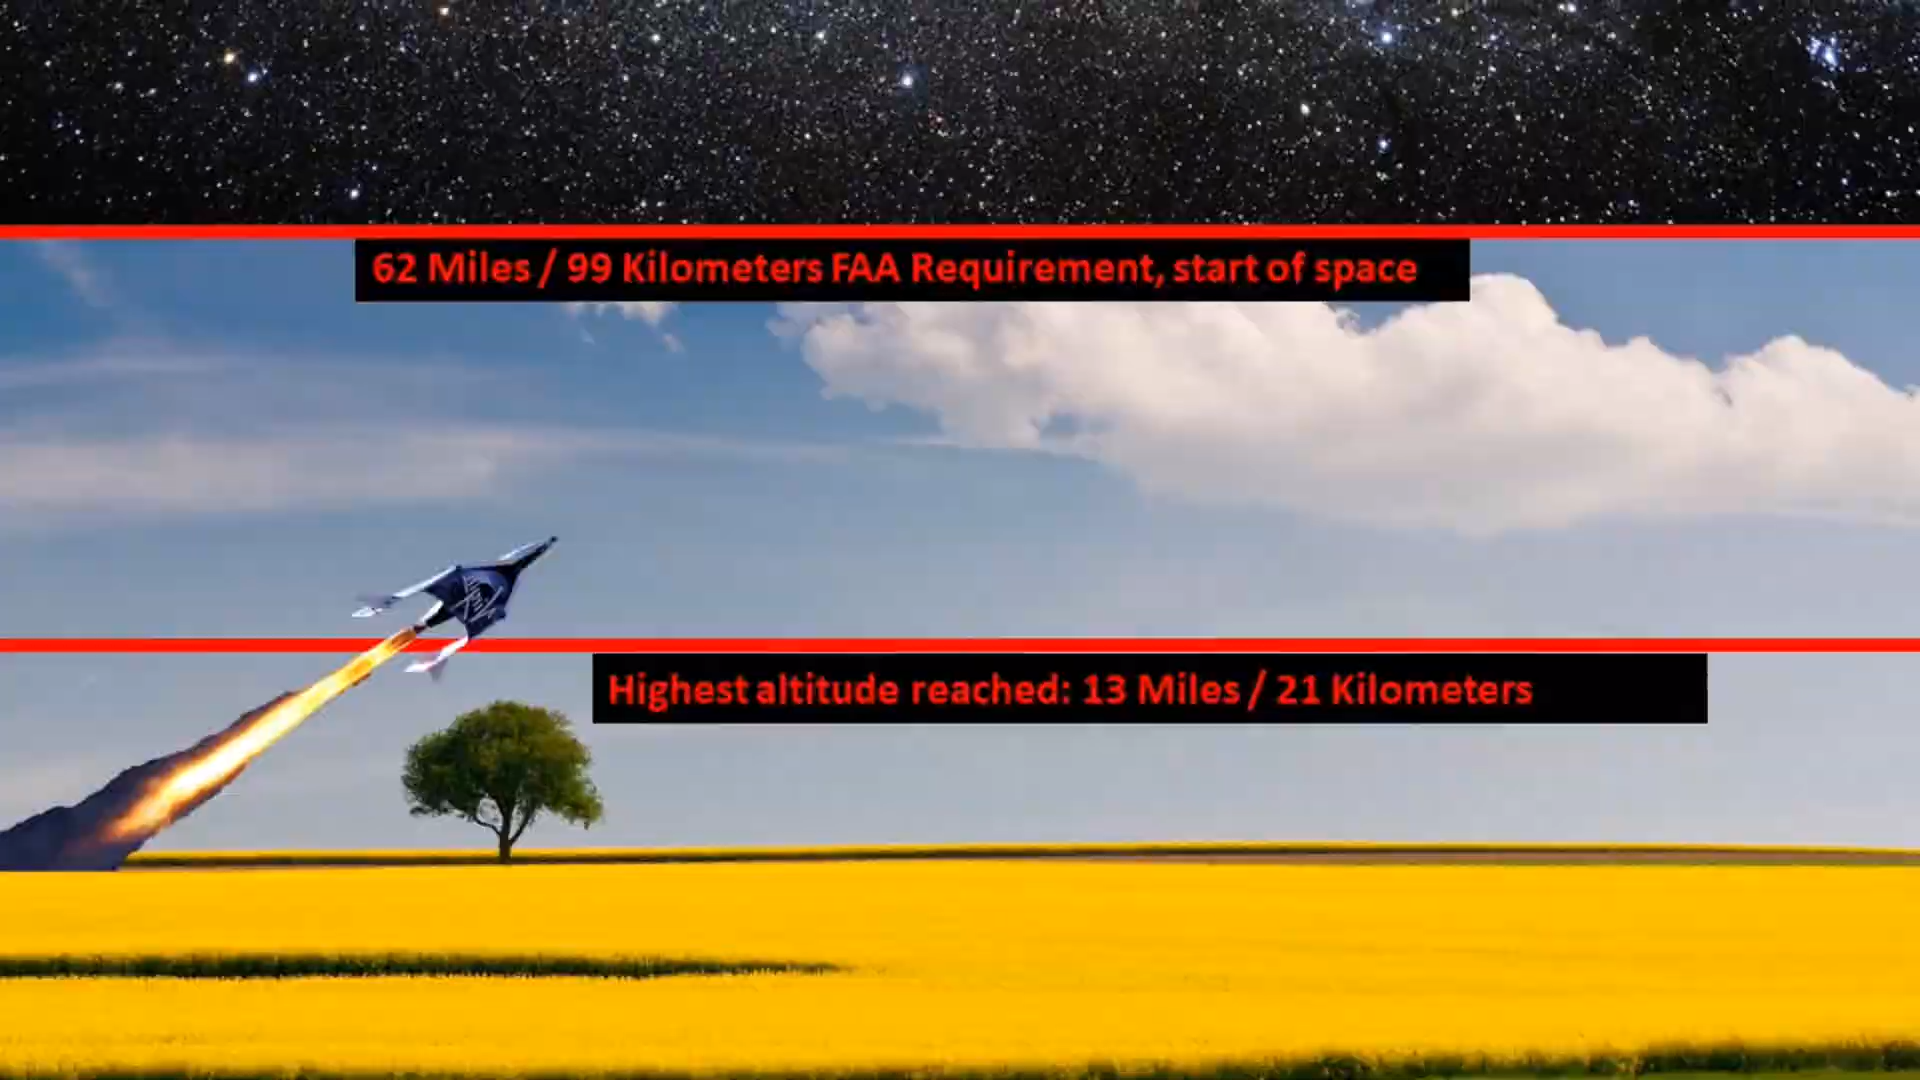 62 Miles / 99 Kilometers FAA Requirement, start of space
Highest altitude reached: 13 Miles / 21 Kilometers